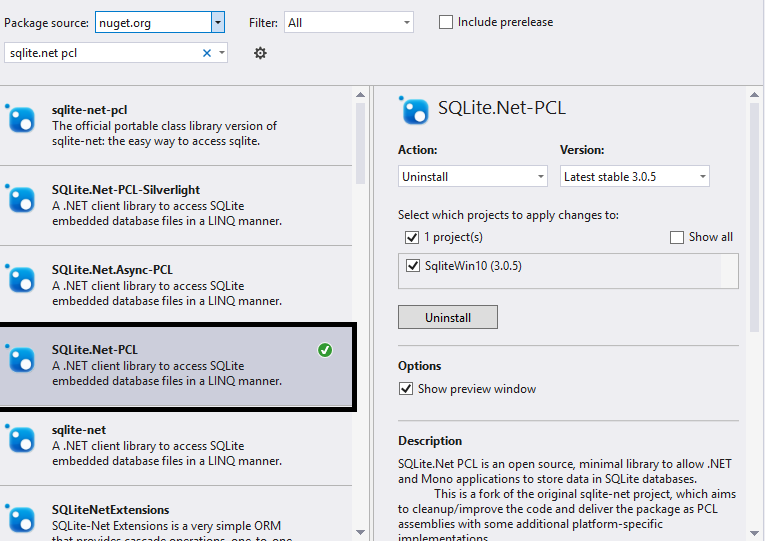 Package source: nuget.org Filter: All Include prerelease
sqlite.net pcl
sqlite-net-pcl
The official portable class library version of
sqlite-net: the easy way to access sqlite.
SQLite.Net-PCL-Silverlight
A .NET client library to access SQLite
embedded database files in a LINQ manner.
SQLite.Net.Async-PCL
A .NET client library to access SQLite
embedded database files in a LINQ manner.
SQLite.Net-PCL
A .NET client library to access SQLite
embedded database files in a LINQ manner.
sqlite-net
A .NET client library to access SQLite
embedded database files in a LINQ manner.
SQLiteNetExtensions
SQLite-Net Extensions is a very simple ORM
that provides cascade operations, one-to-one,
SQLite.Net-PCL
Action: Version:
Uninstall Latest stable 3.0.5
Select which projects to apply changes to:
1 project(s) Show all
SqliteWin10 (3.0.5)
Uninstall
Options
Show preview window
Description
SQLite.Net PCL is an open source, minimal library to allow .NET
and Mono applications to store data in SQLite databases.
This is a fork of the original sqlite-net project, which aims
to cleanup/improve the code and deliver the package as PCL
assemblies with some additional platform-specific
implementations.